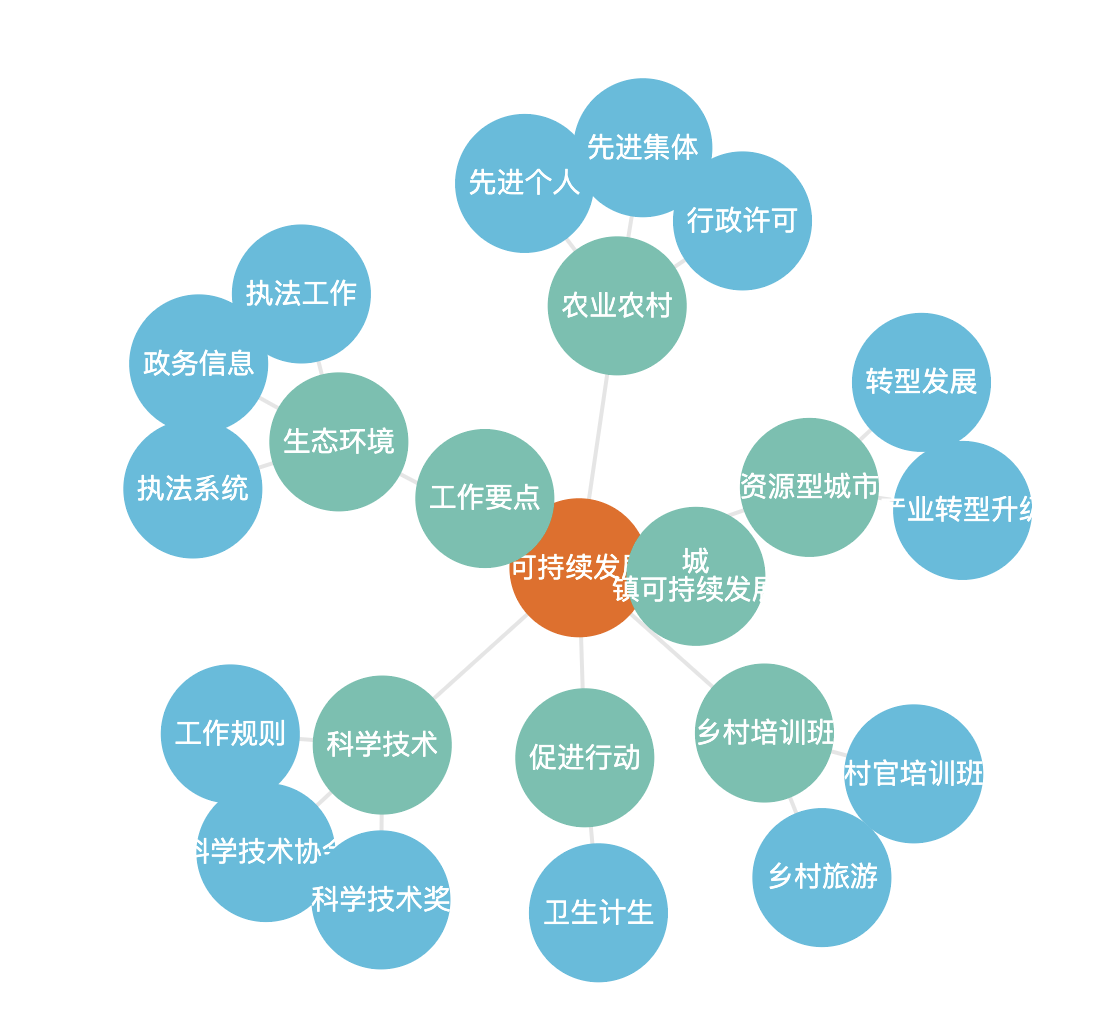 先进集体
先进个人
行政许可
执法工作
农业农村
政务信息
转型发展
生态环境
执法系统
资源型城市
工作要点
产业转型升级
可持续发展
城
镇可持续发展
工作规则
科学技术
促进行动
乡村培训班
村官培训班
科学技术协会
乡村旅游
科学技术奖
卫生计生